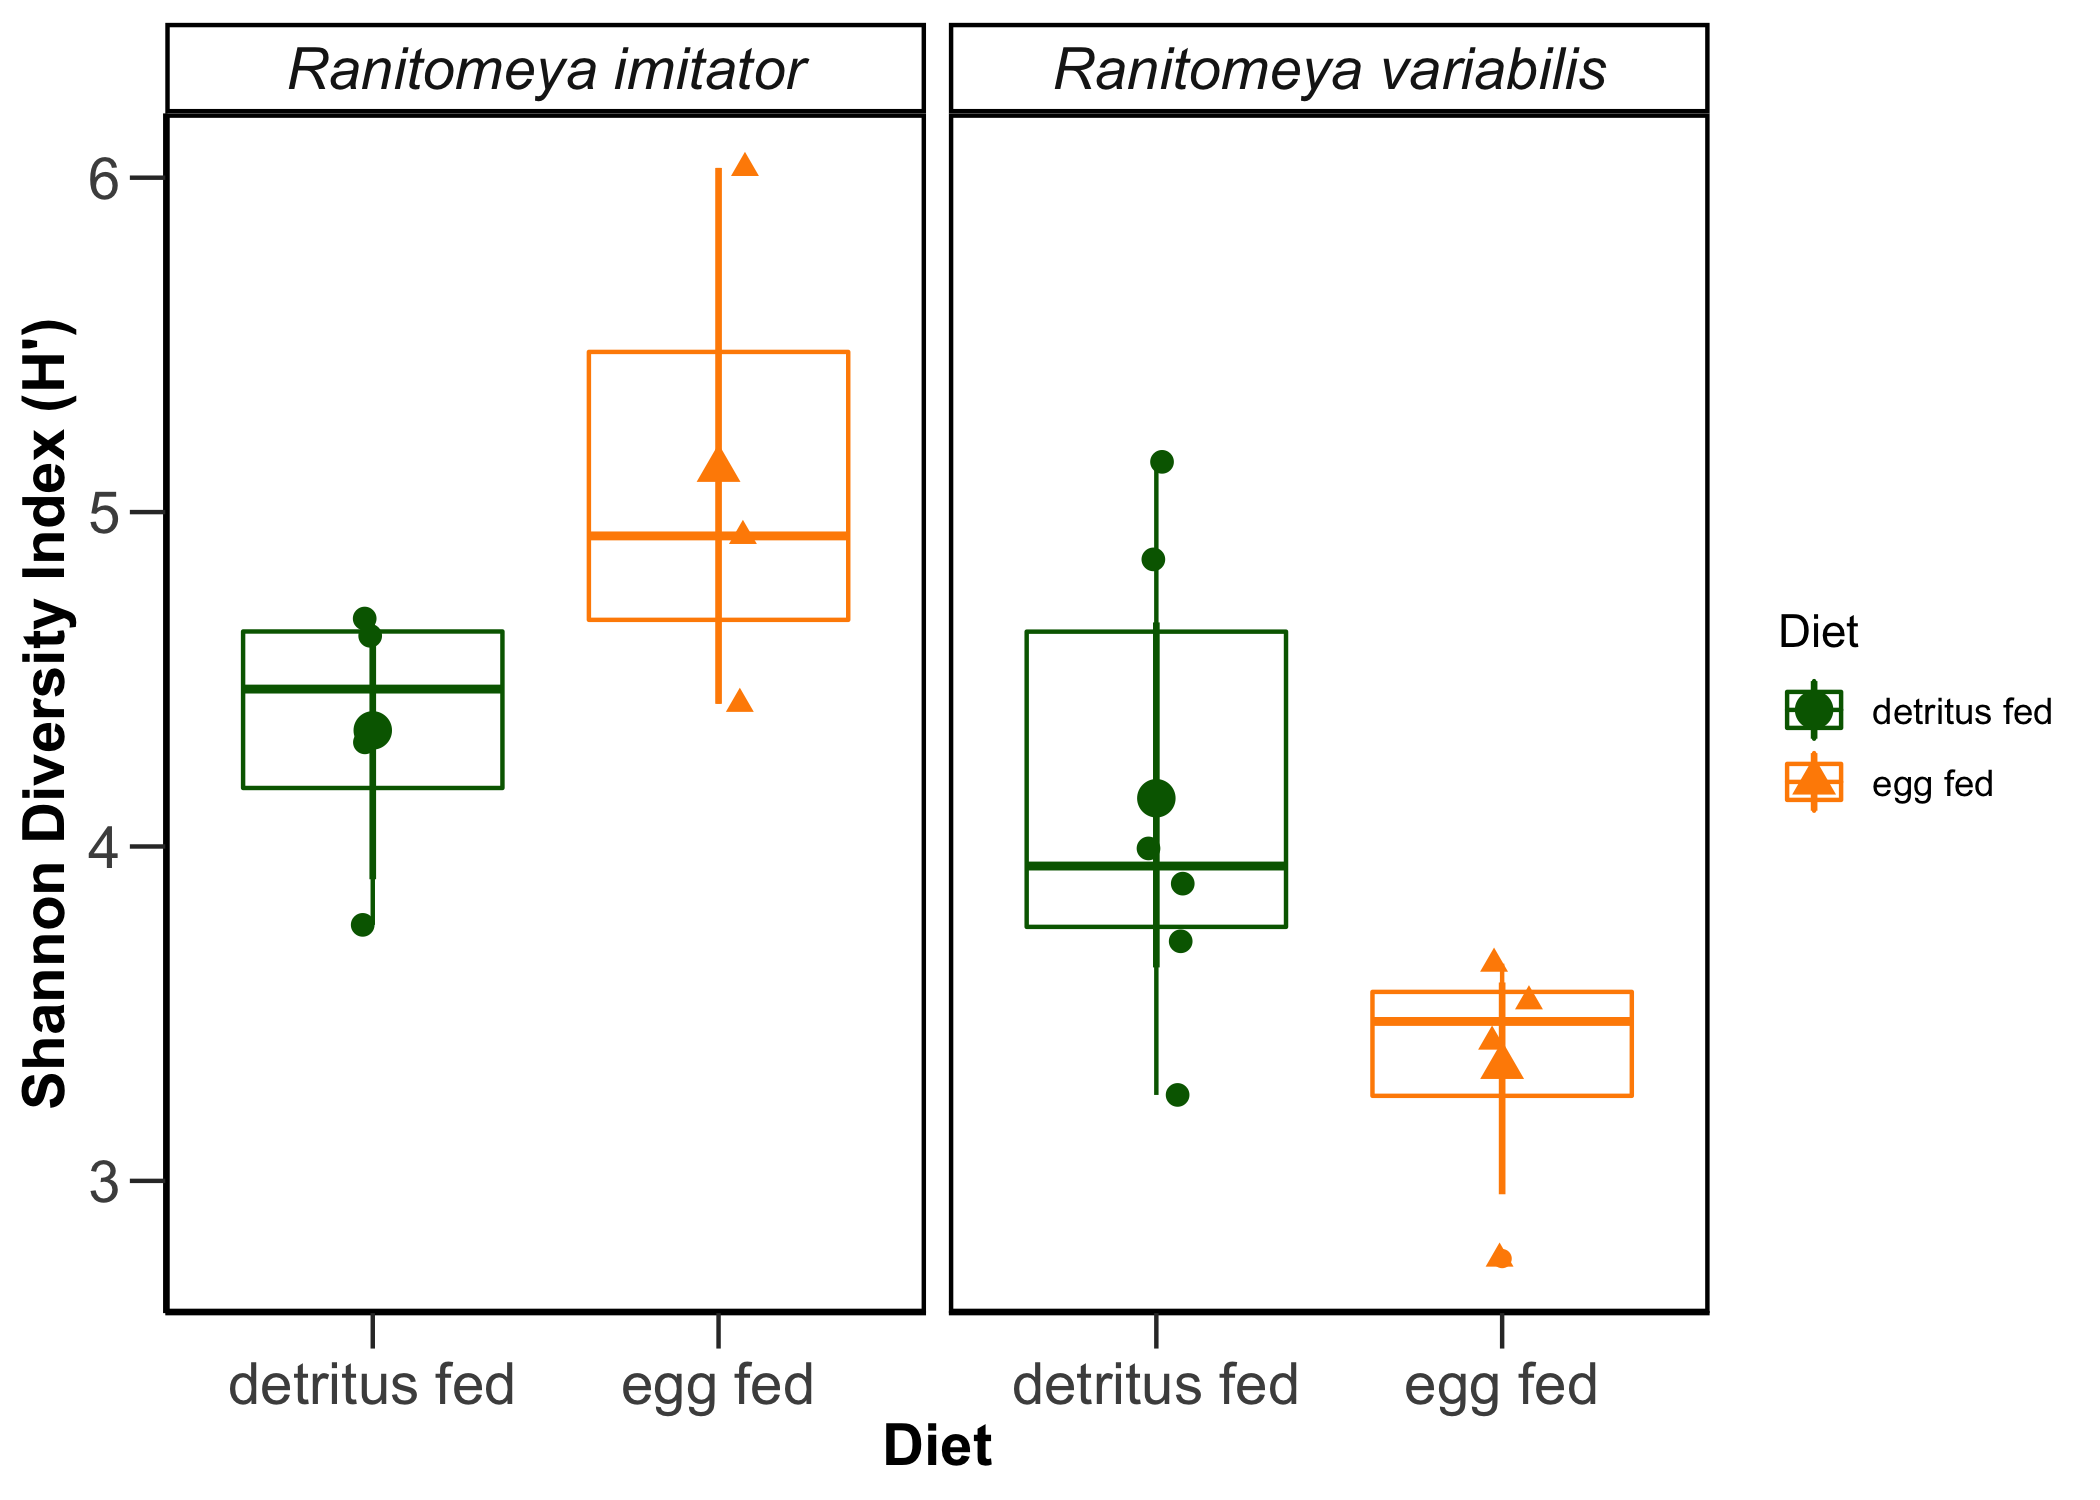 Ranitomeya imitator
Ranitomeya variabilis
Shannon Diversity Index (H')
6
5
4
3
detritus fed
egg fed
detritus fed
egg fed
Diet
Diet
detritus fed
egg fed